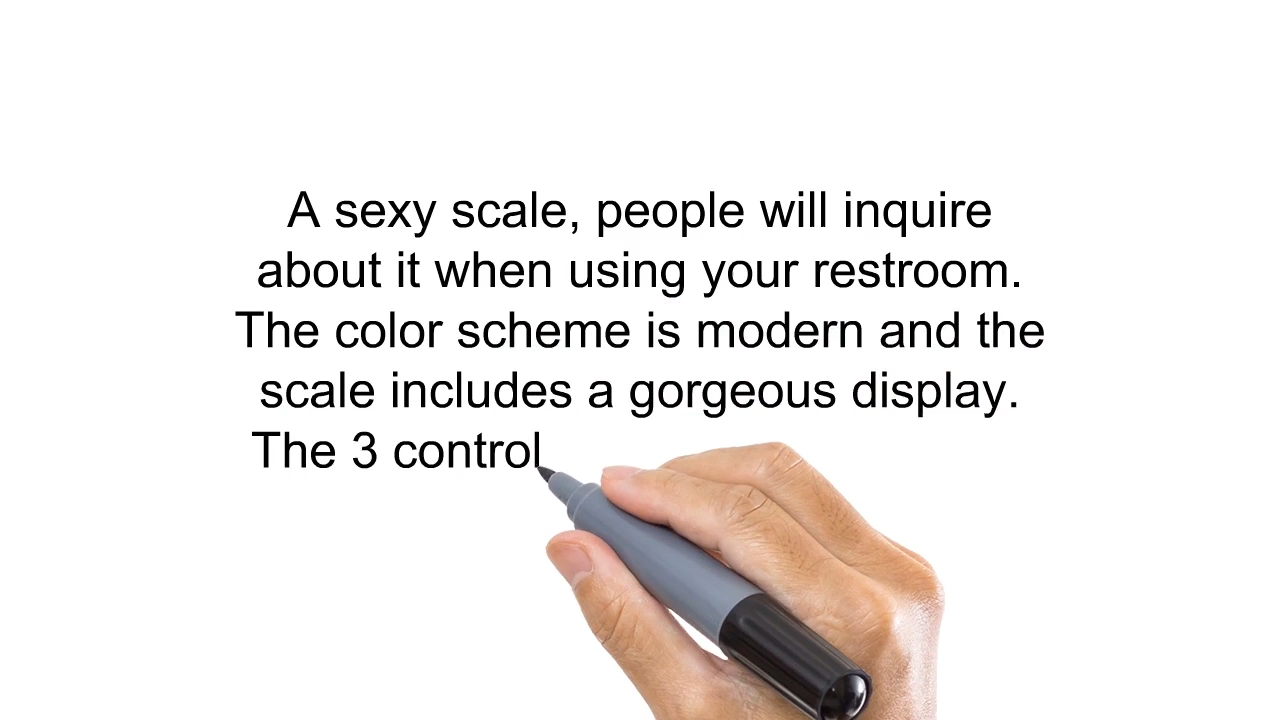 A sexy scale, people will inquire
about it when using your restroom.
The color scheme is modern and the
scale includes a gorgeous display.
The 3 control